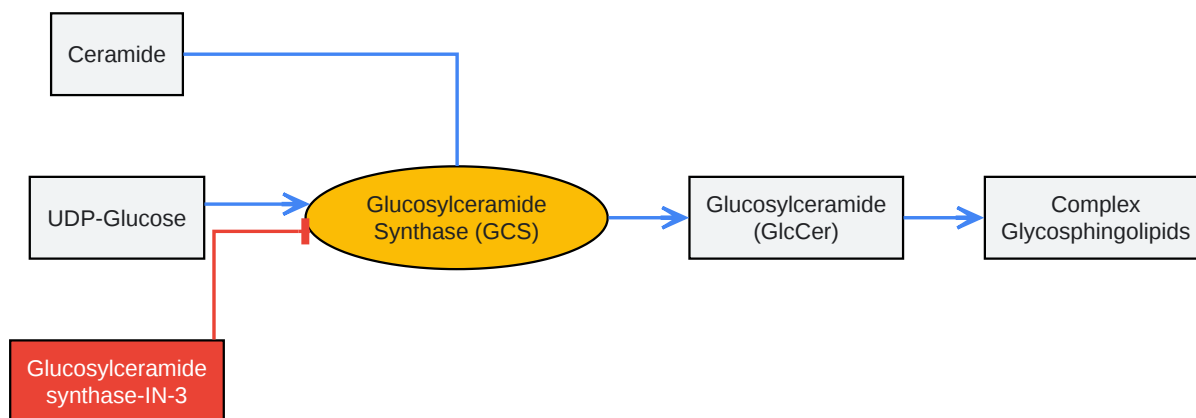 Ceramide
UDP-Glucose
Glucosylceramide
Synthase (GCS)
Glucosylceramide
(GlcCer)
Complex
Glycosphingolipids
Glucosylceramide
synthase-IN-3